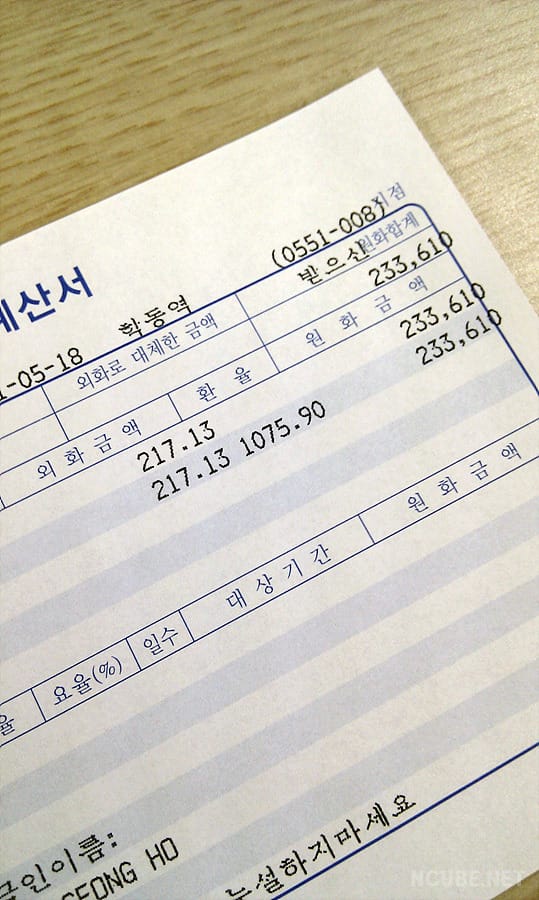 계산서
1-05-18 학동역 (0551-008) 지점
외화로 대체한 금액 받으신 원화합계
233,610
외화금액 환율 원화금액
217.13 233,610
217.13 1075.90 233,610
율 요율(%) 일수 대상기간 원화금액
금인이름:
SEONG HO
누설하지마세요
NCUBE.NET